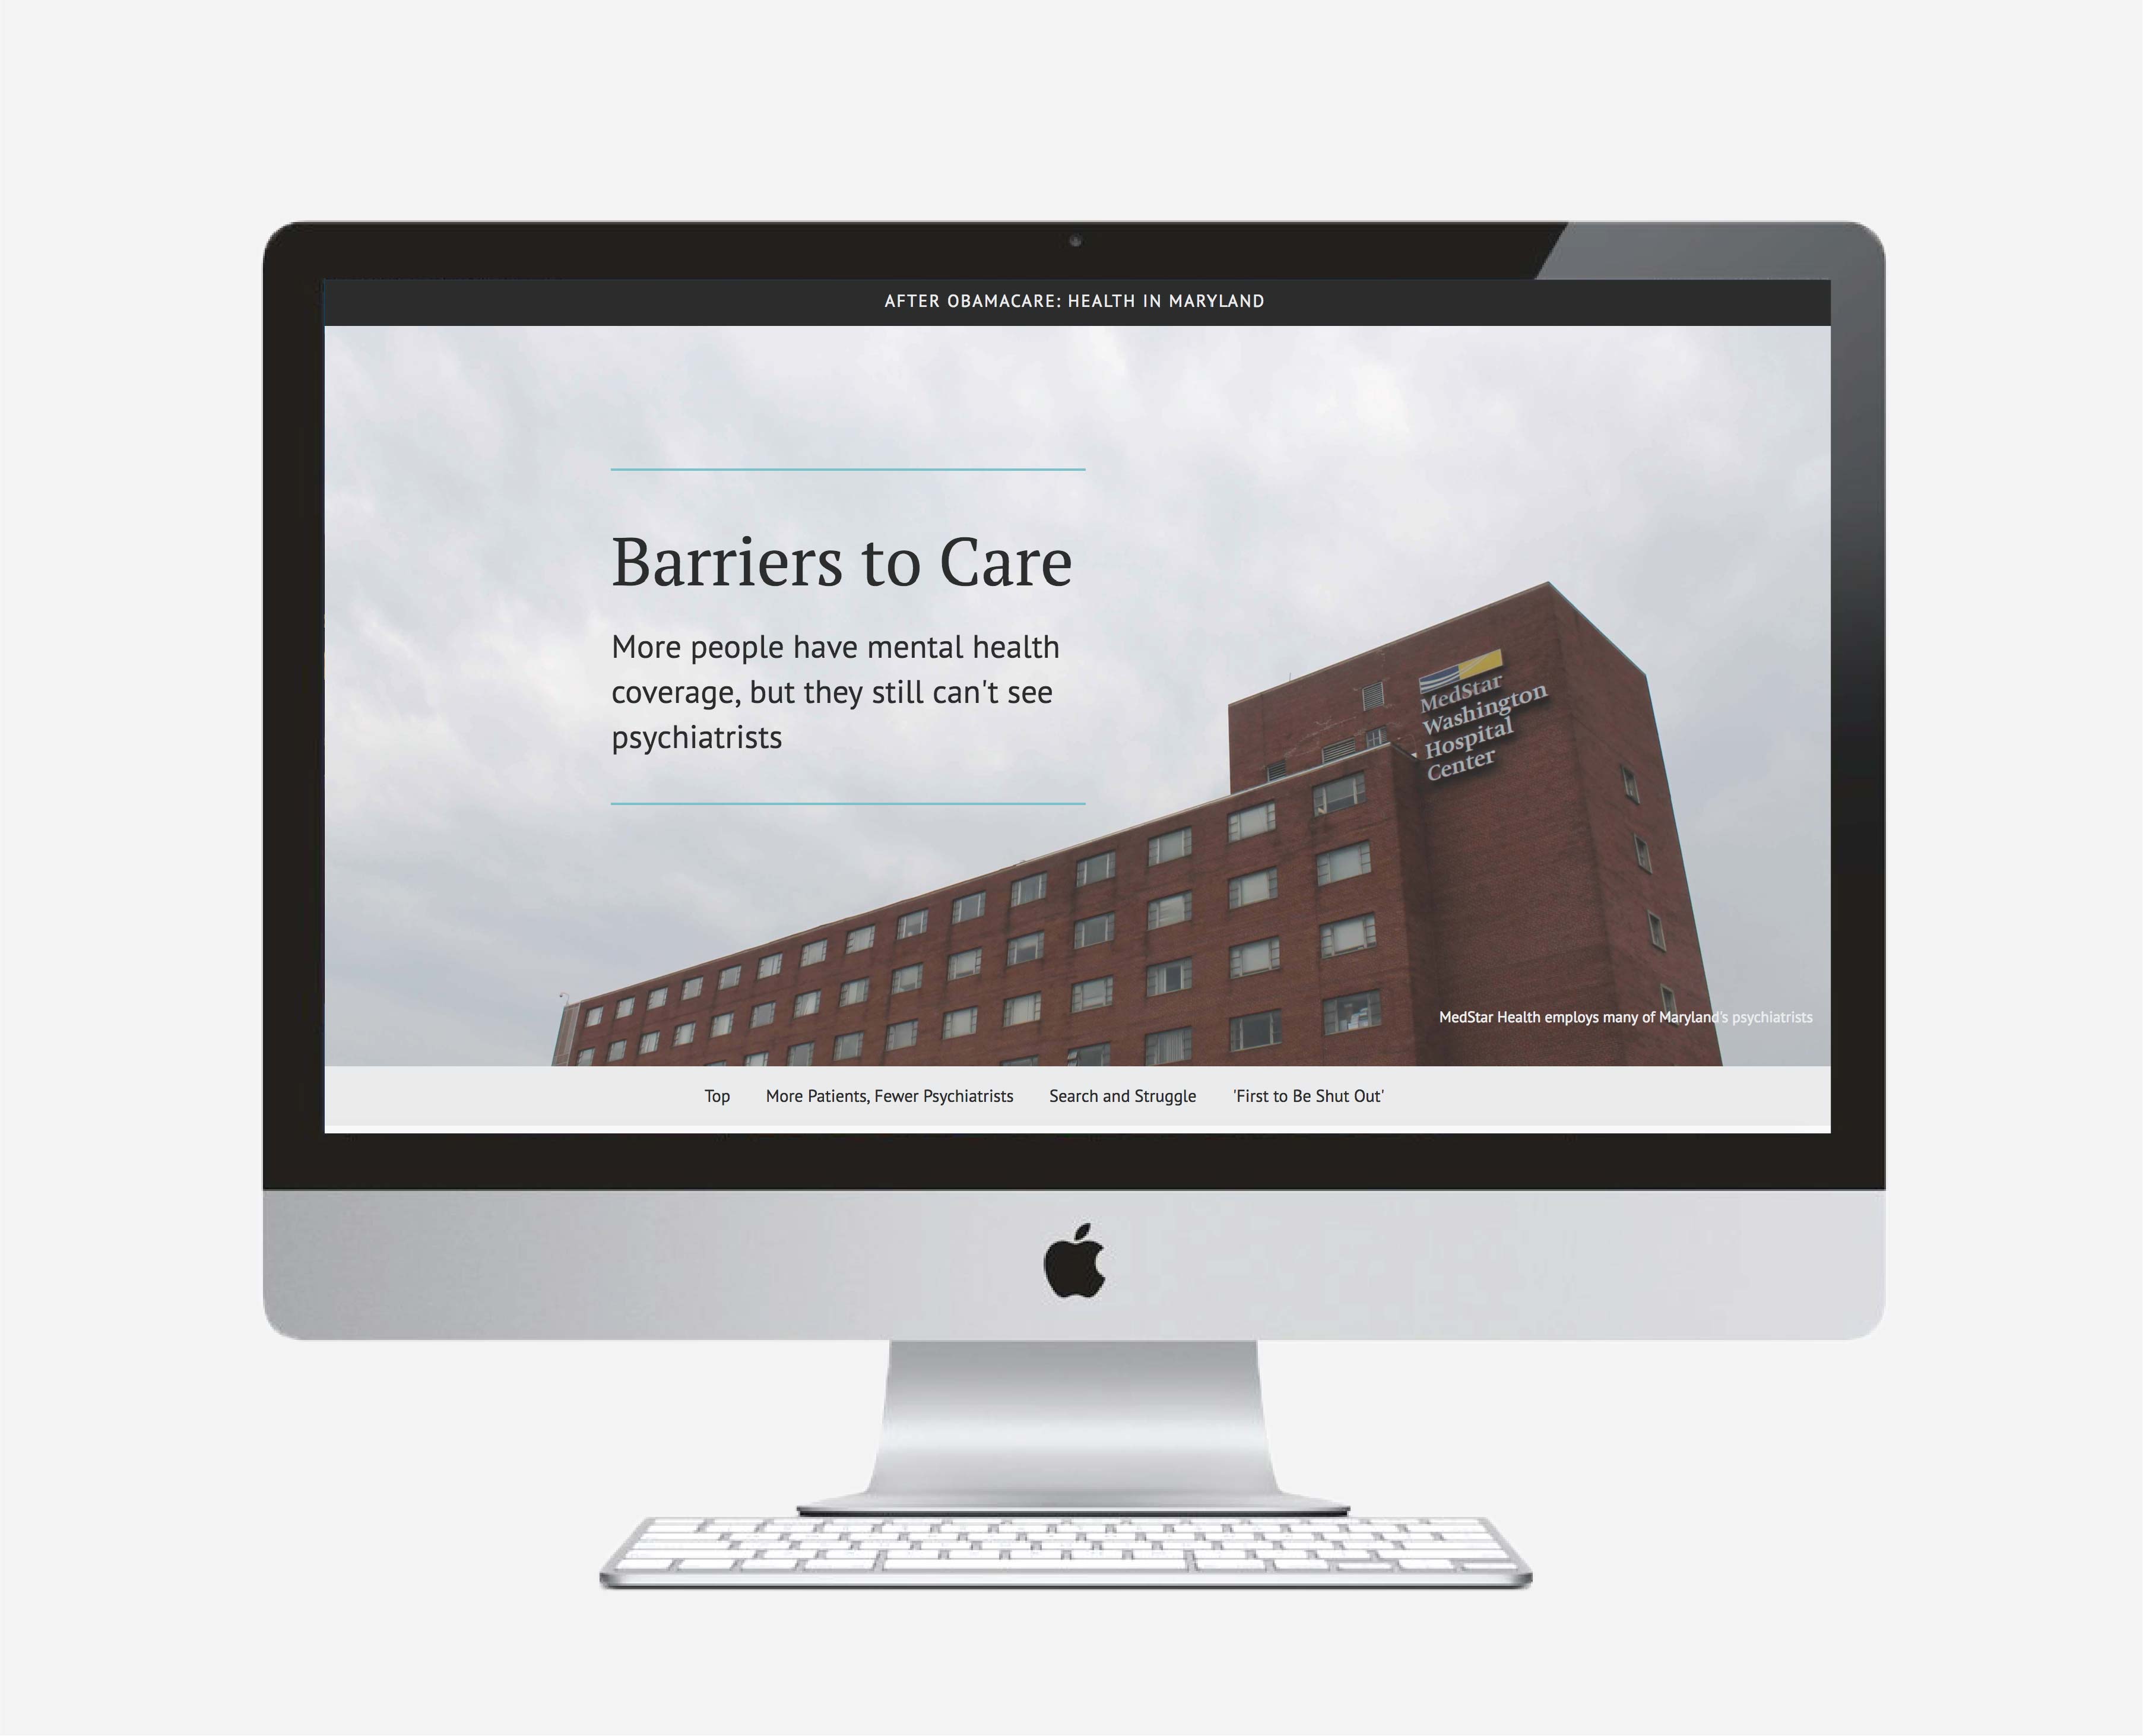 AFTER OBAMACARE: HEALTH IN MARYLAND
Barriers to Care
More people have mental health
coverage, but they still can't see
psychiatrists
MedStar
Washington
Hospital
Center
MedStar Health employs many of Maryland's psychiatrists
Top More Patients, Fewer Psychiatrists Search and Struggle 'First to Be Shut Out'